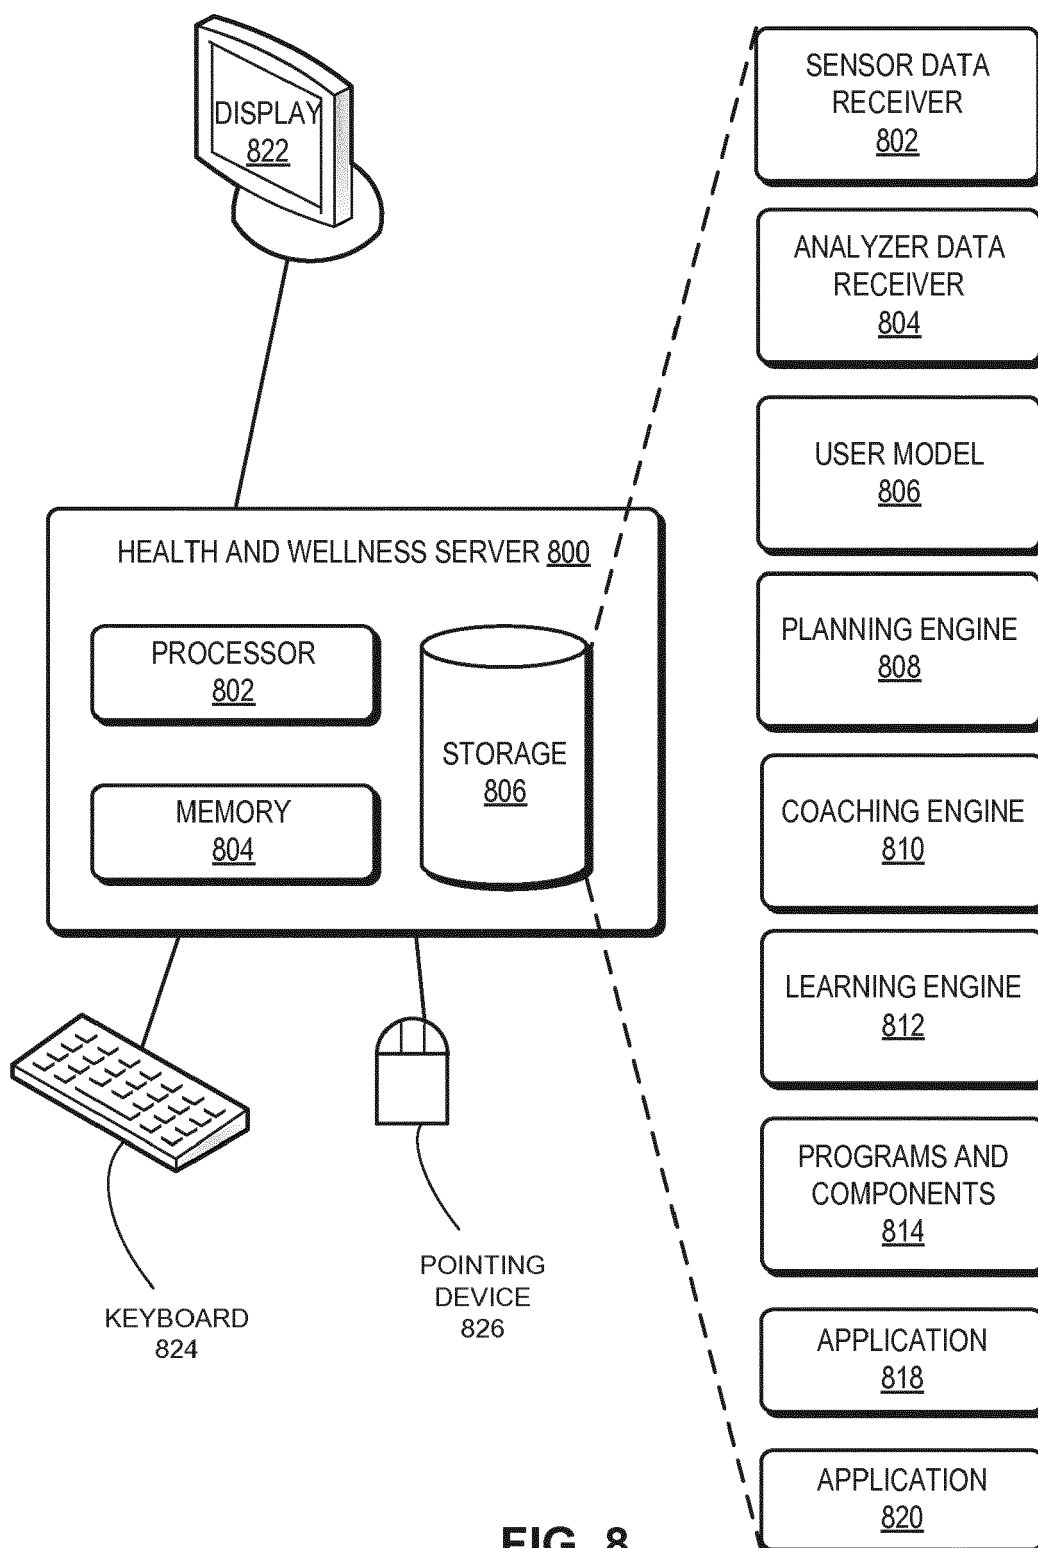 DISPLAY
822
HEALTH AND WELLNESS SERVER 800
PROCESSOR
802
MEMORY
804
STORAGE
806
KEYBOARD
824
POINTING
DEVICE
826
SENSOR DATA
RECEIVER
802
ANALYZER DATA
RECEIVER
804
USER MODEL
806
PLANNING ENGINE
808
COACHING ENGINE
810
LEARNING ENGINE
812
PROGRAMS AND
COMPONENTS
814
APPLICATION
818
APPLICATION
820
FIG. 8